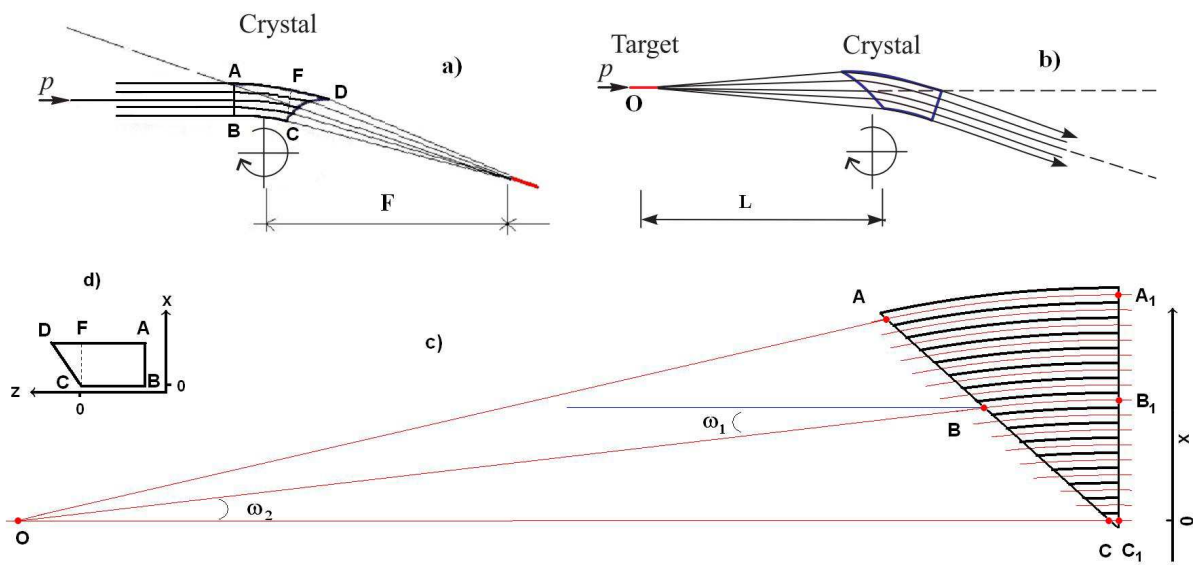 Crystal
a)
A
F
D
p
B
C
F
Target
Crystal
b)
p
O
L
d)
X
D
F
A
C
B
0
Z
0
c)
A
A₁
ω₁
B
B₁
X
ω₂
O
C
C₁
0